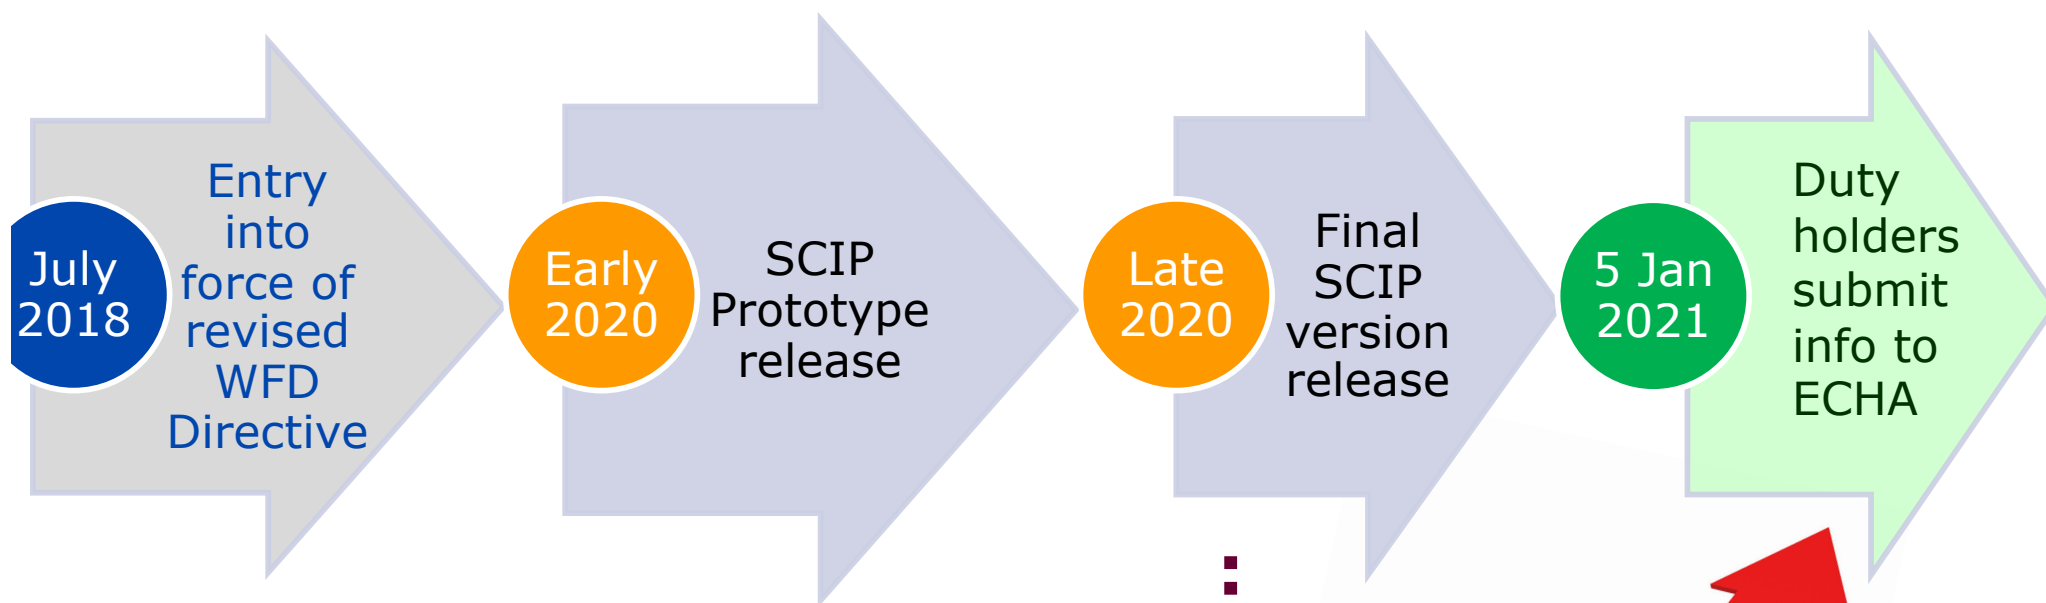 July
2018
Entry
into
force of
revised
WFD
Directive
Early
2020
SCIP
Prototype
release
Late
2020
Final
SCIP
version
release
5 Jan
2021
Duty
holders
submit
info to
ECHA